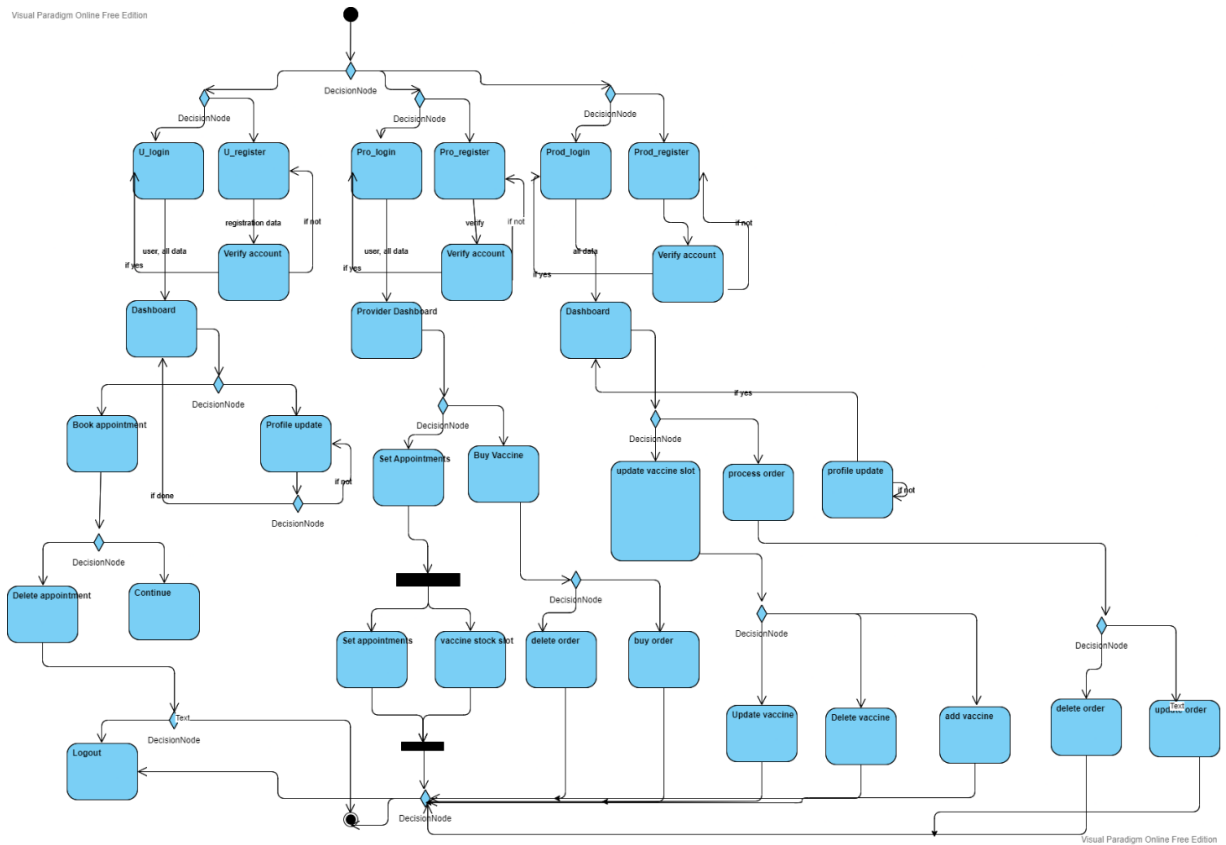 Visual Paradigm Online Free Edition
DecisionNode
DecisionNode
DecisionNode
DecisionNode
U_login
U_register
Pro_login
Pro_register
Prod_login
Prod_register
registration data
if not
verify
if not
if not
user, all data
user, all data
all data
Verify account
Verify account
Verify account
if yes
if yes
if yes
Dashboard
Provider Dashboard
Dashboard
if yes
DecisionNode
Book appointment
Profile update
DecisionNode
DecisionNode
Set Appointments
Buy Vaccine
update vaccine slot
process order
profile update
if not
if not
if done
DecisionNode
DecisionNode
Delete appointment
Continue
DecisionNode
Set appointments
vaccine stock slot
delete order
buy order
DecisionNode
DecisionNode
Text
Update vaccine
Delete vaccine
add vaccine
delete order
update order
Text
DecisionNode
Logout
DecisionNode
Visual Paradigm Online Free Edition